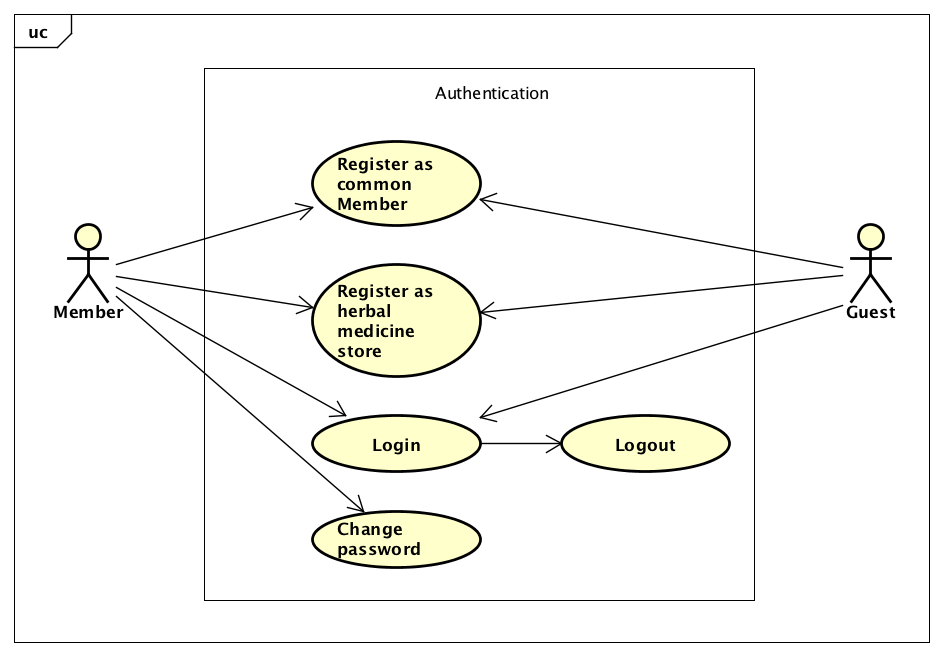 uc
Authentication
Register as
common
Member
Register as
herbal
medicine
store
Member
Guest
Login
Logout
Change
password